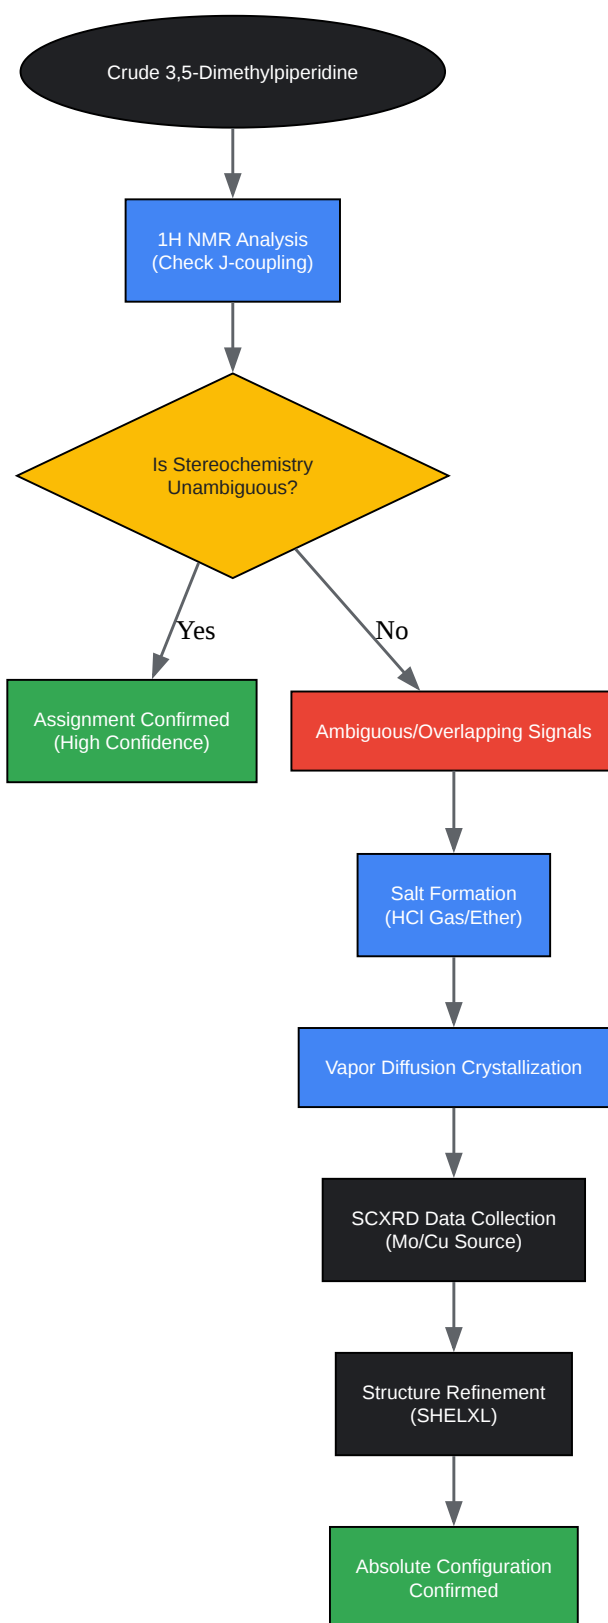 Crude 3,5-Dimethylpiperidine
1H NMR Analysis
(Check J-coupling)
Is Stereochemistry
Unambiguous?
Yes
No
Assignment Confirmed
(High Confidence)
Ambiguous/Overlapping Signals
Salt Formation
(HCl Gas/Ether)
Vapor Diffusion Crystallization
SCXRD Data Collection
(Mo/Cu Source)
Structure Refinement
(SHELXL)
Absolute Configuration
Confirmed